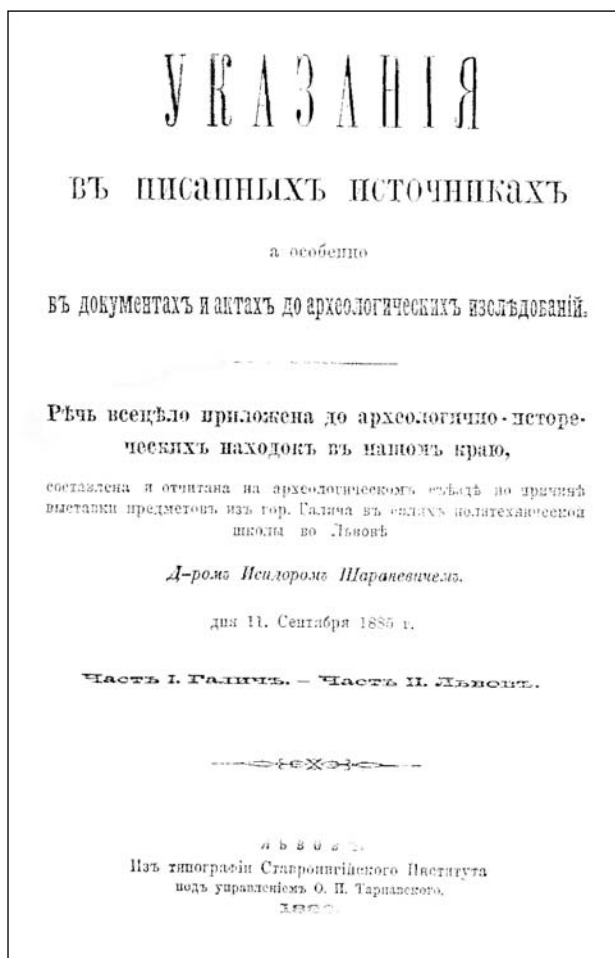 УКАЗАНІЯ
въ писанныхъ источникахъ
а особенно
въ документахъ и актахъ до археологическихъ изслѣдованій.
Рѣчь всецѣло приложена до археологично-истори-
ческихъ находокъ въ нашомъ краю,
составлена и отчитана на археологическомъ съѣздѣ по причинѣ
выставки предметовъ изъ гор. Галича въ саляхъ политехнической
школы во Львовѣ
Д-ромъ Исидоромъ Шараневичемъ.
дня 11. Сентября 1885 г.
Часть I. Галичъ. – Часть II. Львовъ.
ЛЬВОВЪ.
Изъ типографіи Ставропигійского Института
подъ управленіемъ О. И. Тарнавского.